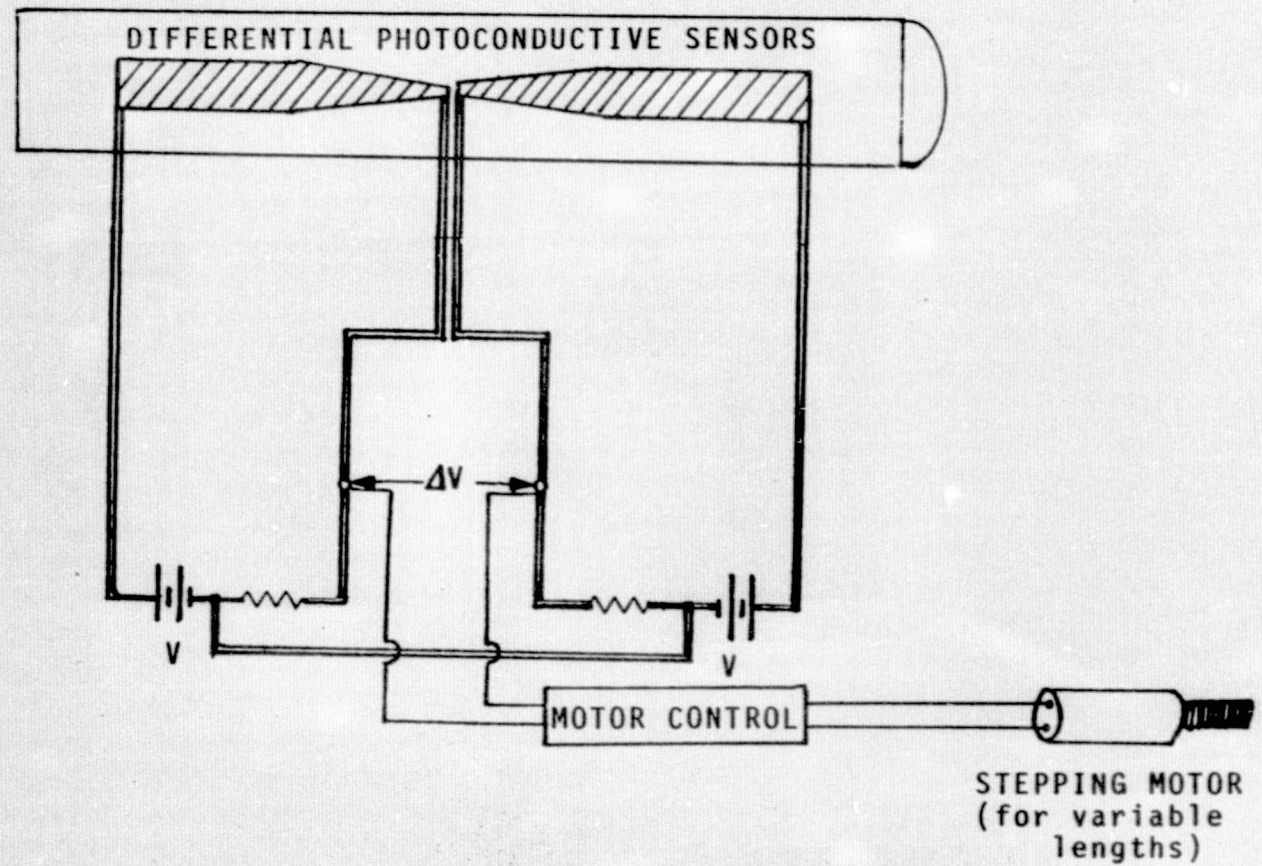 DIFFERENTIAL PHOTOCONDUCTIVE SENSORS
ΔV
V
V
MOTOR CONTROL
STEPPING MOTOR
(for variable
lengths)